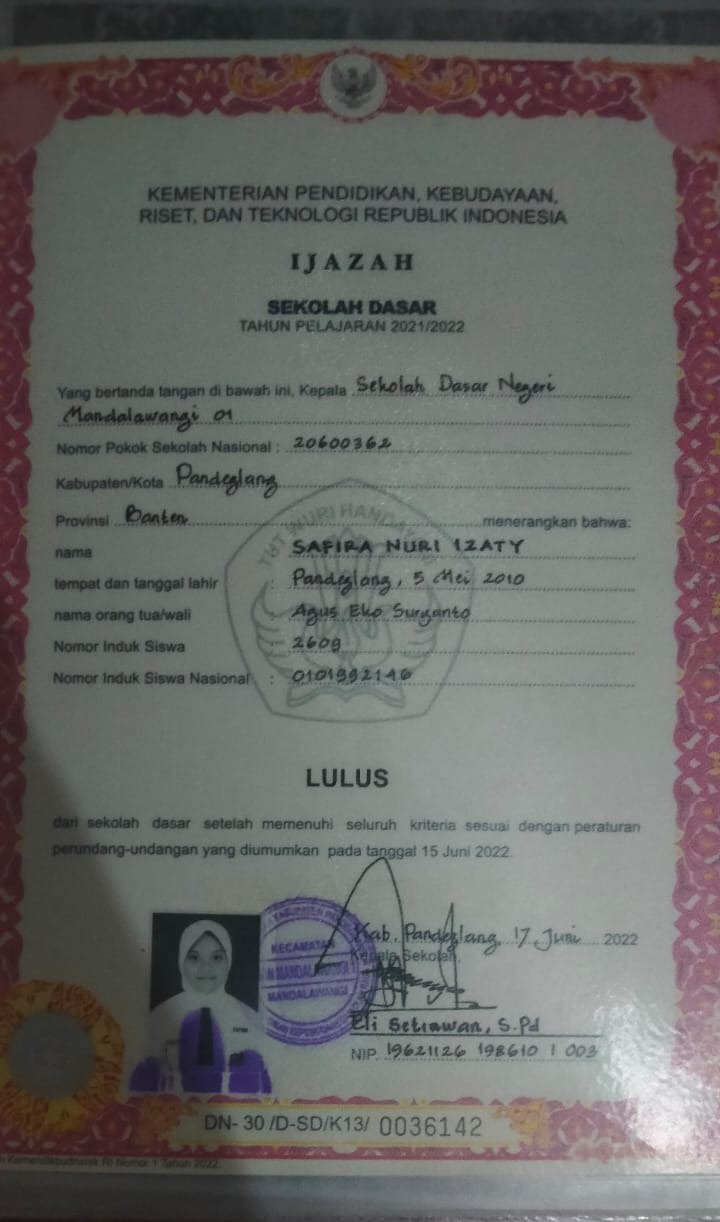 KEMENTERIAN PENDIDIKAN, KEBUDAYAAN,
RISET, DAN TEKNOLOGI REPUBLIK INDONESIA
IJAZAH
SEKOLAH DASAR
TAHUN PELAJARAN 2021/2022
Yang bertanda tangan di bawah ini, Kepala Sekolah Dasar Negeri
Mandalawangi 01
Nomor Pokok Sekolah Nasional : 20600362
Kabupaten/Kota Pandeglang
Provinsi Banten menerangkan bahwa:
TUT WURI HANDAYANI
nama : SAFIRA NURI IZATY
tempat dan tanggal lahir : Pandeglang, 5 Mei 2010
nama orang tua/wali : Agus Eko Suryanto
Nomor Induk Siswa : 2609
Nomor Induk Siswa Nasional : 0101992146
LULUS
dari sekolah dasar setelah memenuhi seluruh kriteria sesuai dengan peraturan
perundang-undangan yang diumumkan pada tanggal 15 Juni 2022.
KABUPATEN
KECAMATAN
MANDALAWANGI
Kab. Pandeglang, 17 Juni 2022
Kepala Sekolah,
Eli Setiawan, S.Pd
NIP. 19621126 198610 1 003
DN- 30 /D-SD/K13/ 0036142
Kemendikbudristek RI Nomor 1 Tahun 2022